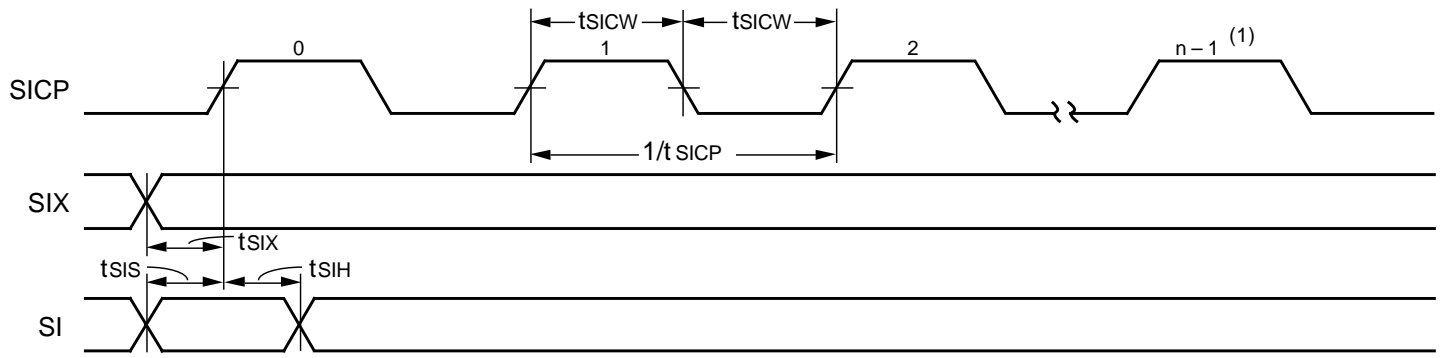 tSICW tSICW
0 1 2 n – 1 (1)
SICP
1/t SICP
SIX
tSIX
tSIS tSIH
SI